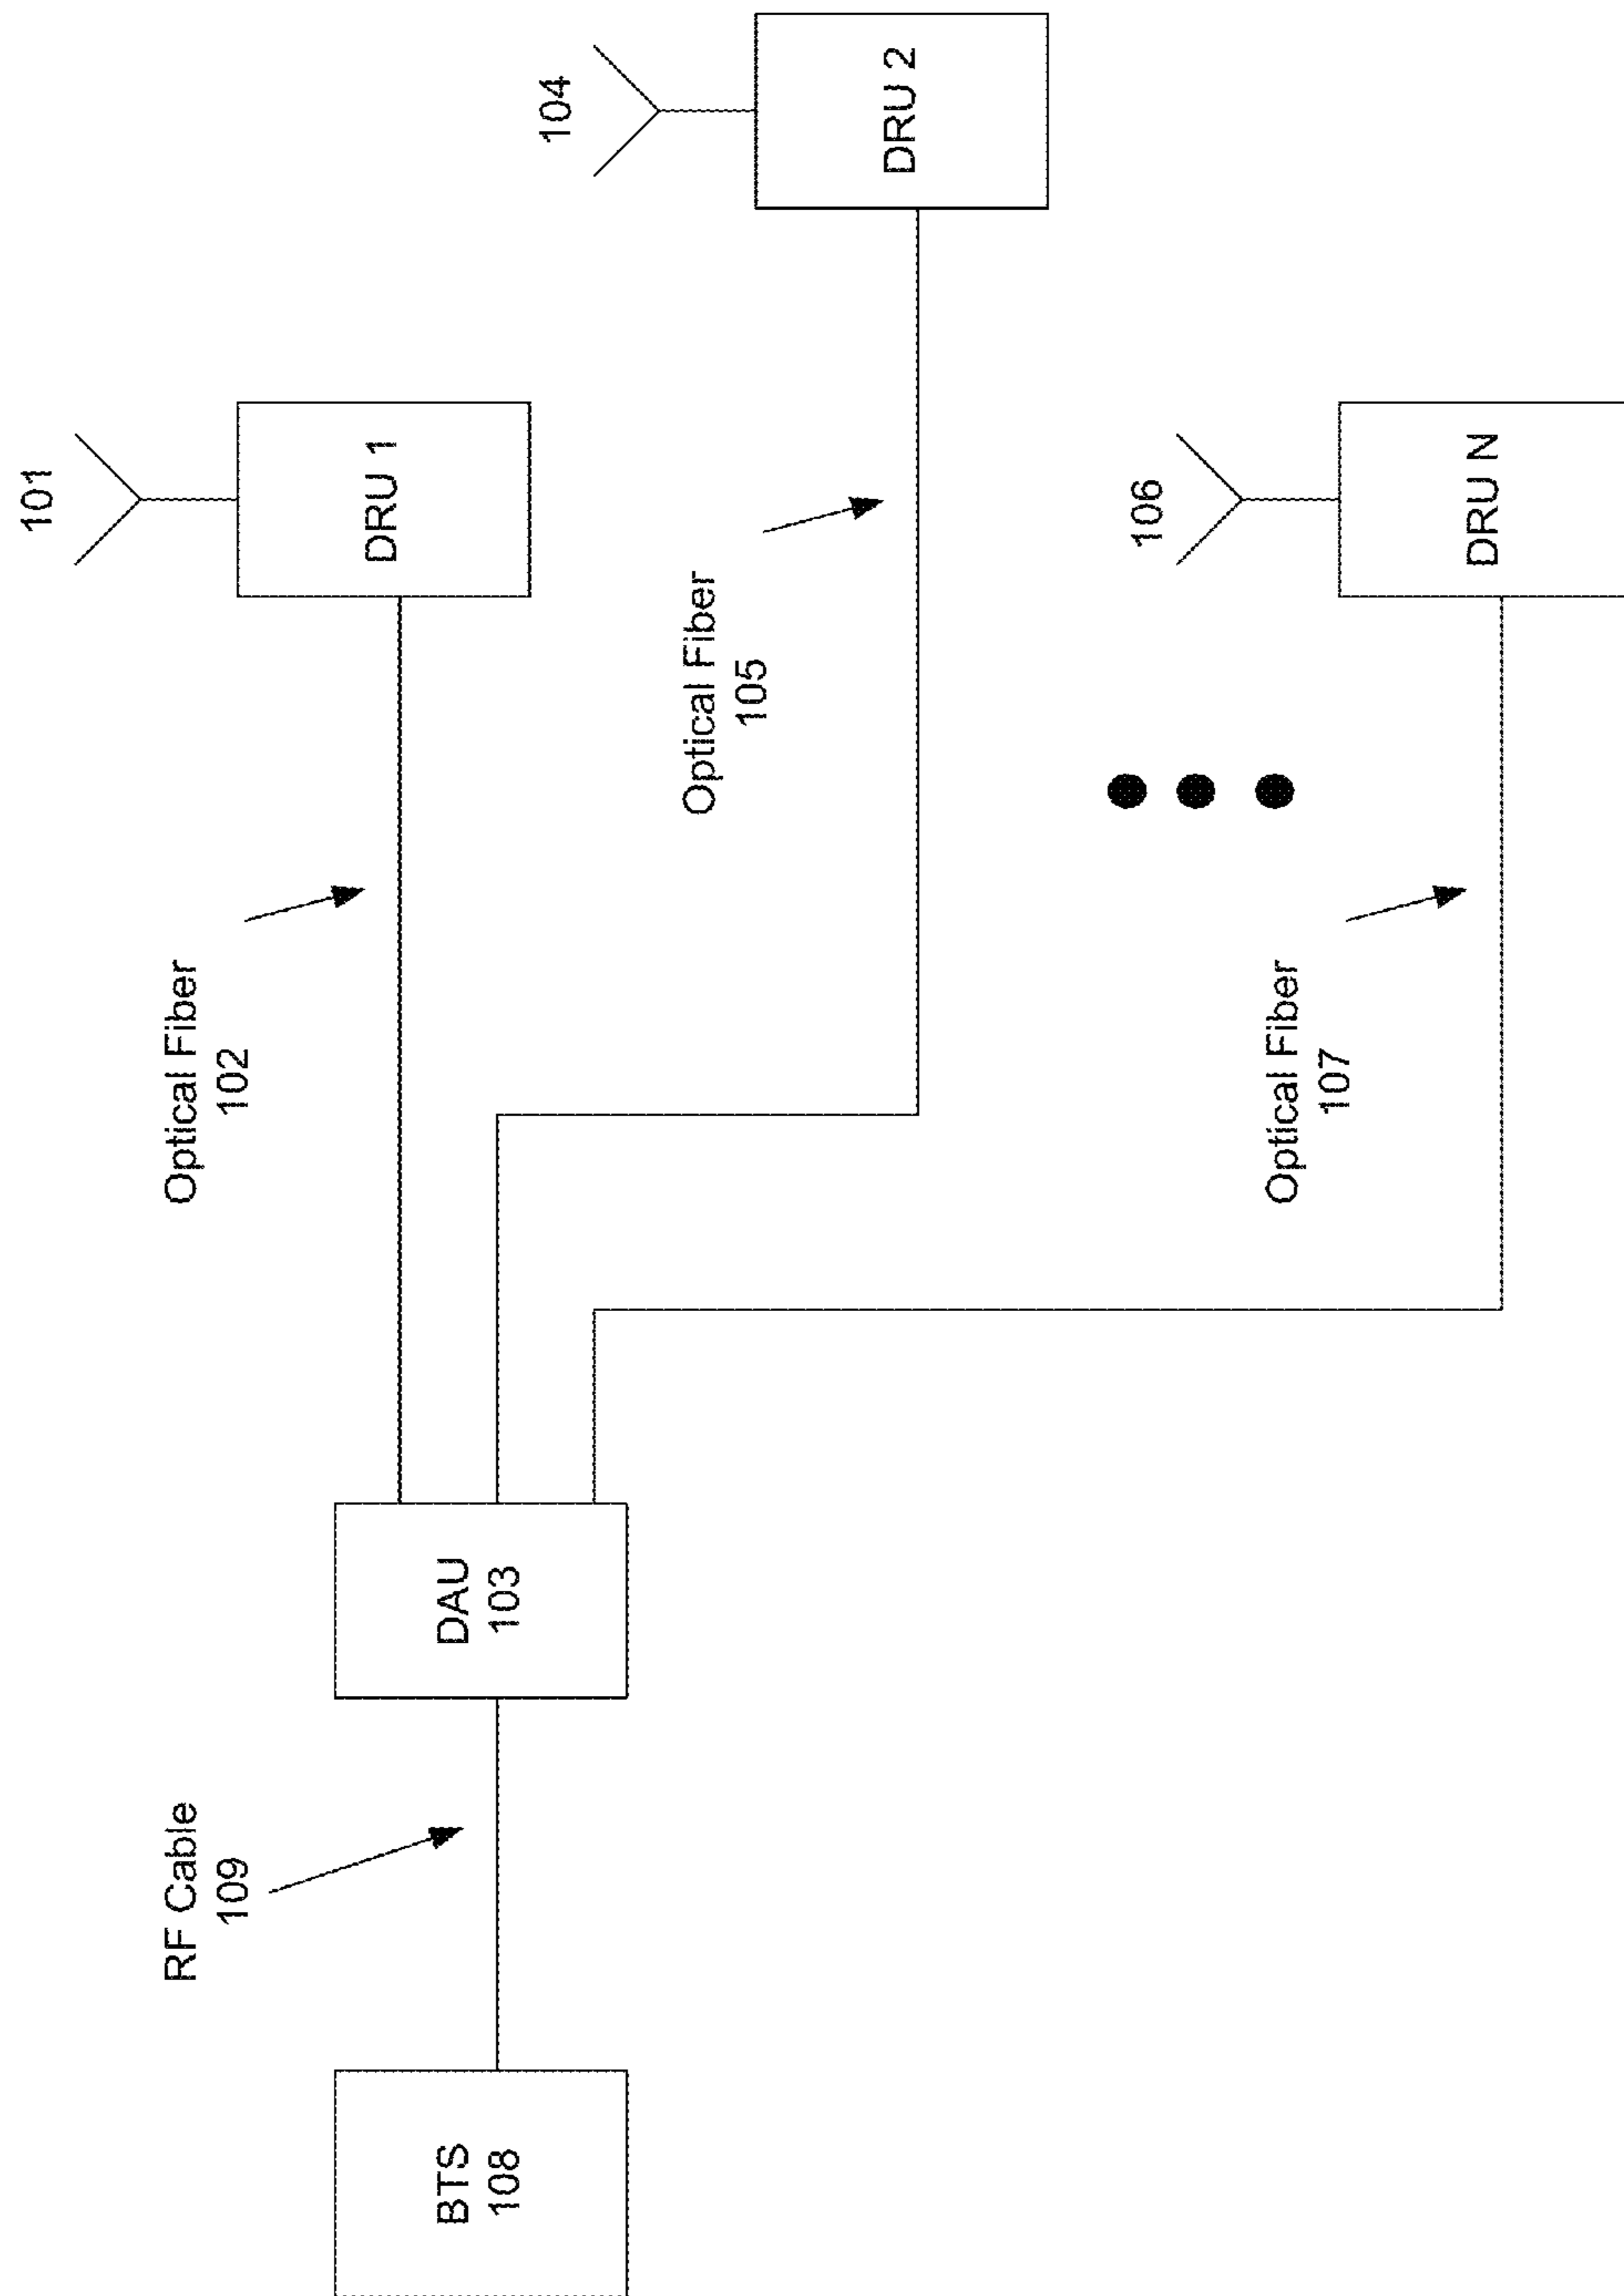 101
DRU 1
104
DRU 2
106
DRU N
Optical Fiber
102
Optical Fiber
105
Optical Fiber
107
DAU
103
RF Cable
109
BTS
108